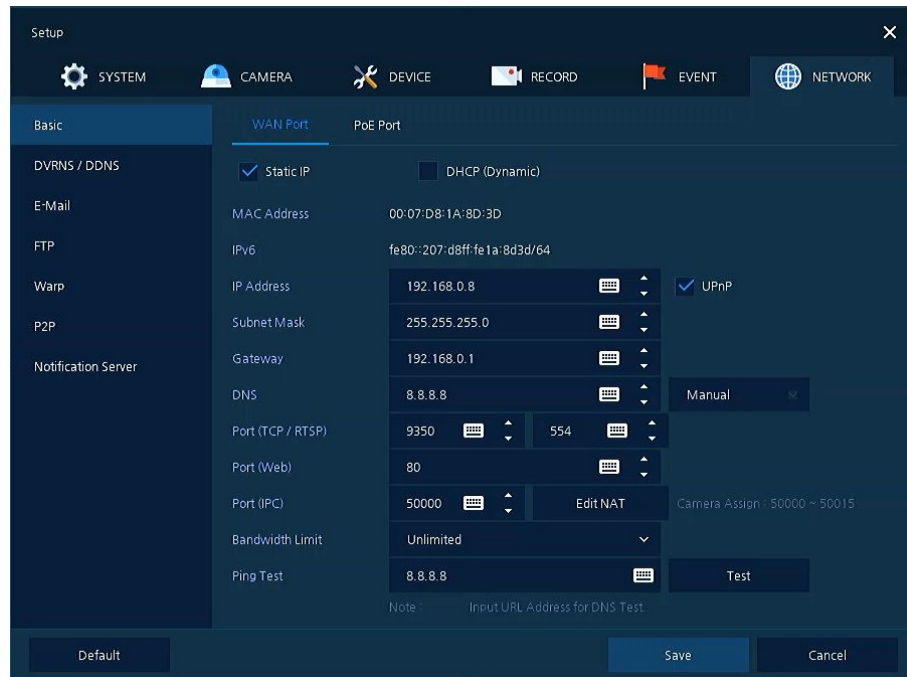 Setup
SYSTEM CAMERA DEVICE RECORD EVENT NETWORK
Basic
DVRNS / DDNS
E-Mail
FTP
Warp
P2P
Notification Server
WAN Port PoE Port
Static IP DHCP (Dynamic)
MAC Address 00:07:D8:1A:8D:3D
IPv6 fe80::207:d8ff:fe1a:8d3d/64
IP Address 192.168.0.8 UPnP
Subnet Mask 255.255.255.0
Gateway 192.168.0.1
DNS 8.8.8.8 Manual
Port (TCP / RTSP) 9350 554
Port (Web) 80
Port (IPC) 50000 Edit NAT Camera Assign : 50000 ~ 50015
Bandwidth Limit Unlimited
Ping Test 8.8.8.8 Test
Note : Input URL Address for DNS Test
Default Save Cancel